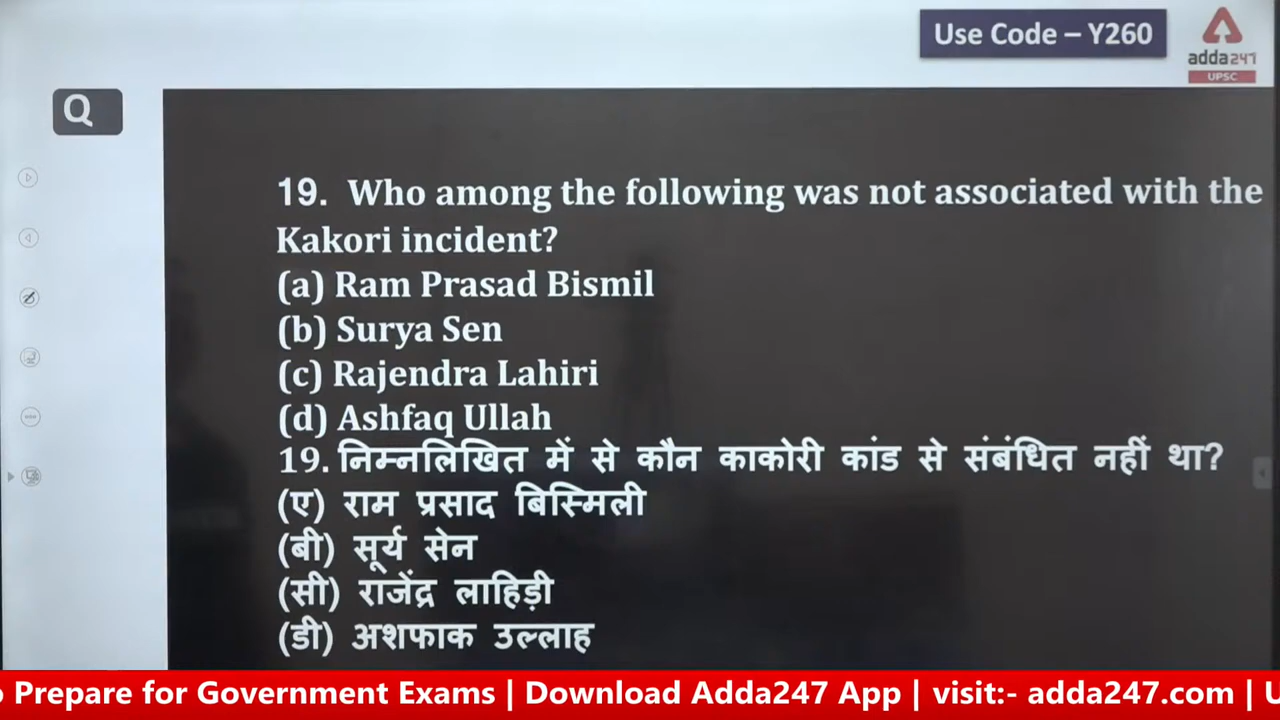 Use Code – Y260
adda247
UPSC
Q
19. Who among the following was not associated with the
Kakori incident?
(a) Ram Prasad Bismil
(b) Surya Sen
(c) Rajendra Lahiri
(d) Ashfaq Ullah
19. निम्नलिखित में से कौन काकोरी कांड से संबंधित नहीं था?
(ए) राम प्रसाद बिस्मिली
(बी) सूर्य सेन
(सी) राजेंद्र लाहिड़ी
(डी) अशफाक उल्लाह
Prepare for Government Exams | Download Adda247 App | visit:- adda247.com |